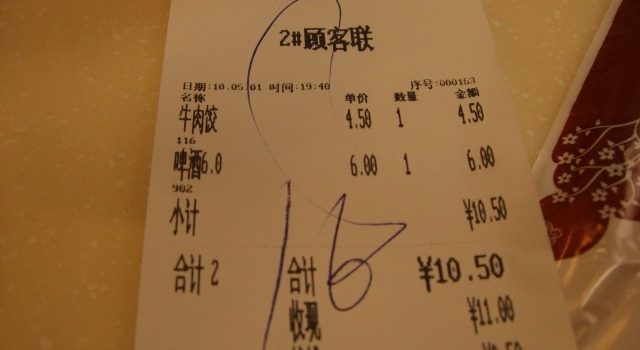 2#顾客联
日期:10.05.01 时间:19:40 序号:000153
名称 单价 数量 金额
牛肉饺 4.50 1 4.50
116
啤酒6.0 6.00 1 6.00
902
小计 ¥10.50
合计 2 合计 ¥10.50
收现 ¥11.00
16